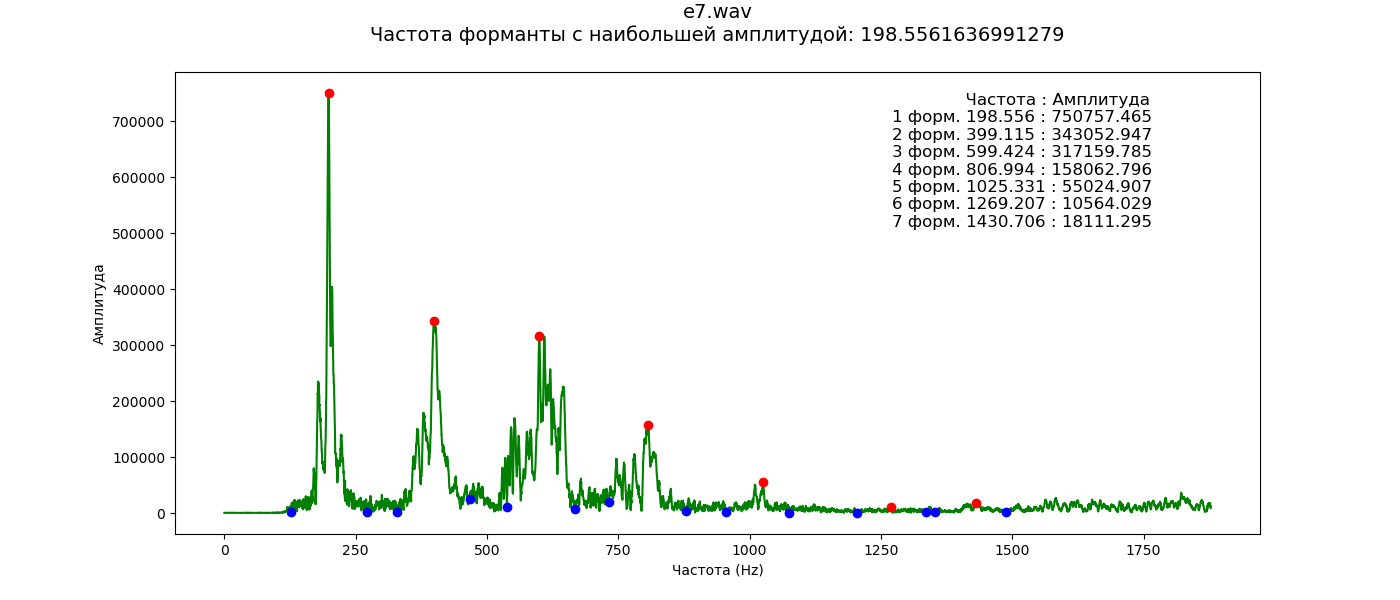 e7.wav
Частота форманты с наибольшей амплитудой: 198.5561636991279
Частота : Амплитуда
1 форм. 198.556 : 750757.465
2 форм. 399.115 : 343052.947
3 форм. 599.424 : 317159.785
4 форм. 806.994 : 158062.796
5 форм. 1025.331 : 55024.907
6 форм. 1269.207 : 10564.029
7 форм. 1430.706 : 18111.295
700000
600000
500000
400000
300000
200000
100000
0
Амплитуда
0 250 500 750 1000 1250 1500 1750
Частота (Hz)